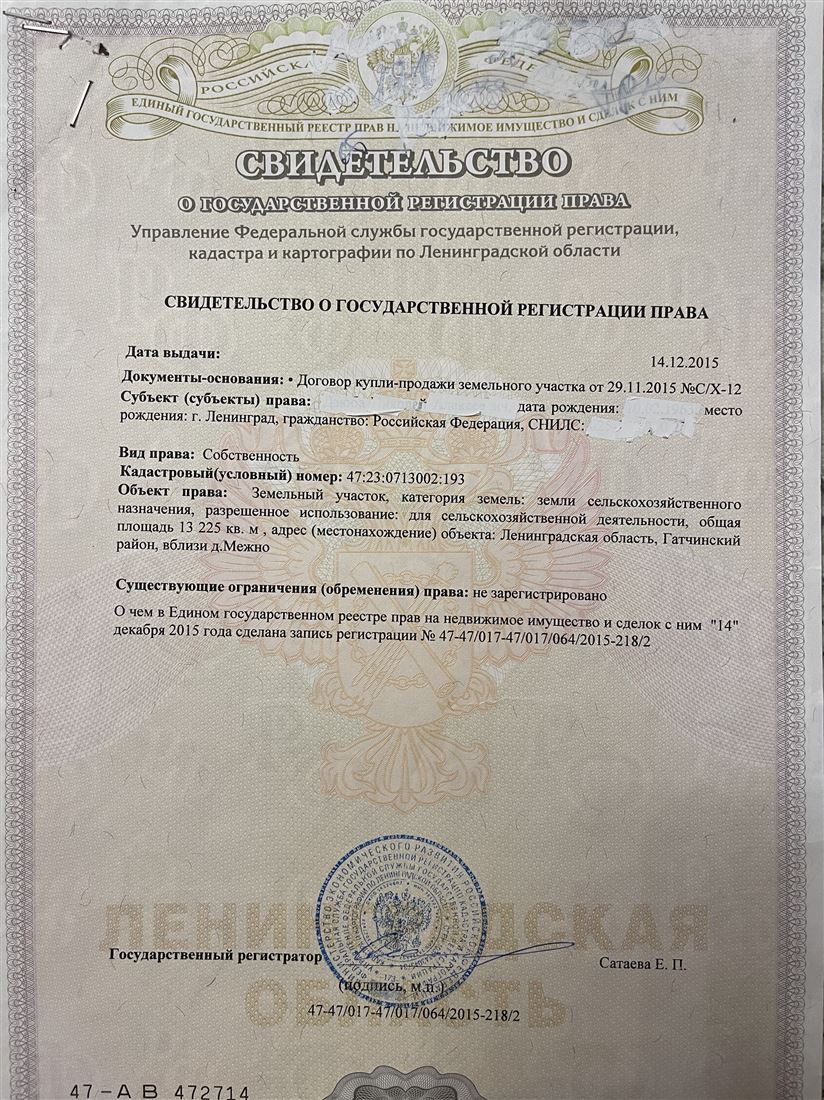 РОССИЙСКА ФЕДЕ
ЕДИНЫЙ ГОСУДАРСТВЕННЫЙ РЕЕСТР ПРАВ НА НЕДВИЖИМОЕ ИМУЩЕСТВО И СДЕЛОК С НИМ
СВИДЕТЕЛЬСТВО
О ГОСУДАРСТВЕННОЙ РЕГИСТРАЦИИ ПРАВА
Управление Федеральной службы государственной регистрации,
кадастра и картографии по Ленинградской области
СВИДЕТЕЛЬСТВО О ГОСУДАРСТВЕННОЙ РЕГИСТРАЦИИ ПРАВА
Дата выдачи: 14.12.2015
Документы-основания: • Договор купли-продажи земельного участка от 29.11.2015 №С/Х-12
Субъект (субъекты) права: дата рождения: место
рождения: г. Ленинград, гражданство: Российская Федерация, СНИЛС:
Вид права: Собственность
Кадастровый(условный) номер: 47:23:0713002:193
Объект права: Земельный участок, категория земель: земли сельскохозяйственного
назначения, разрешенное использование: для сельскохозяйственной деятельности, общая
площадь 13 225 кв. м , адрес (местонахождение) объекта: Ленинградская область, Гатчинский
район, вблизи д.Межно
Существующие ограничения (обременения) права: не зарегистрировано
О чем в Едином государственном реестре прав на недвижимое имущество и сделок с ним "14"
декабря 2015 года сделана запись регистрации № 47-47/017-47/017/064/2015-218/2
ЛЕНИНГРАДСКАЯ
Государственный регистратор Сатаева Е. П.
(подпись, м.п.)
ОБЛАСТЬ
47-47/017-47/017/064/2015-218/2
47-АВ 472714